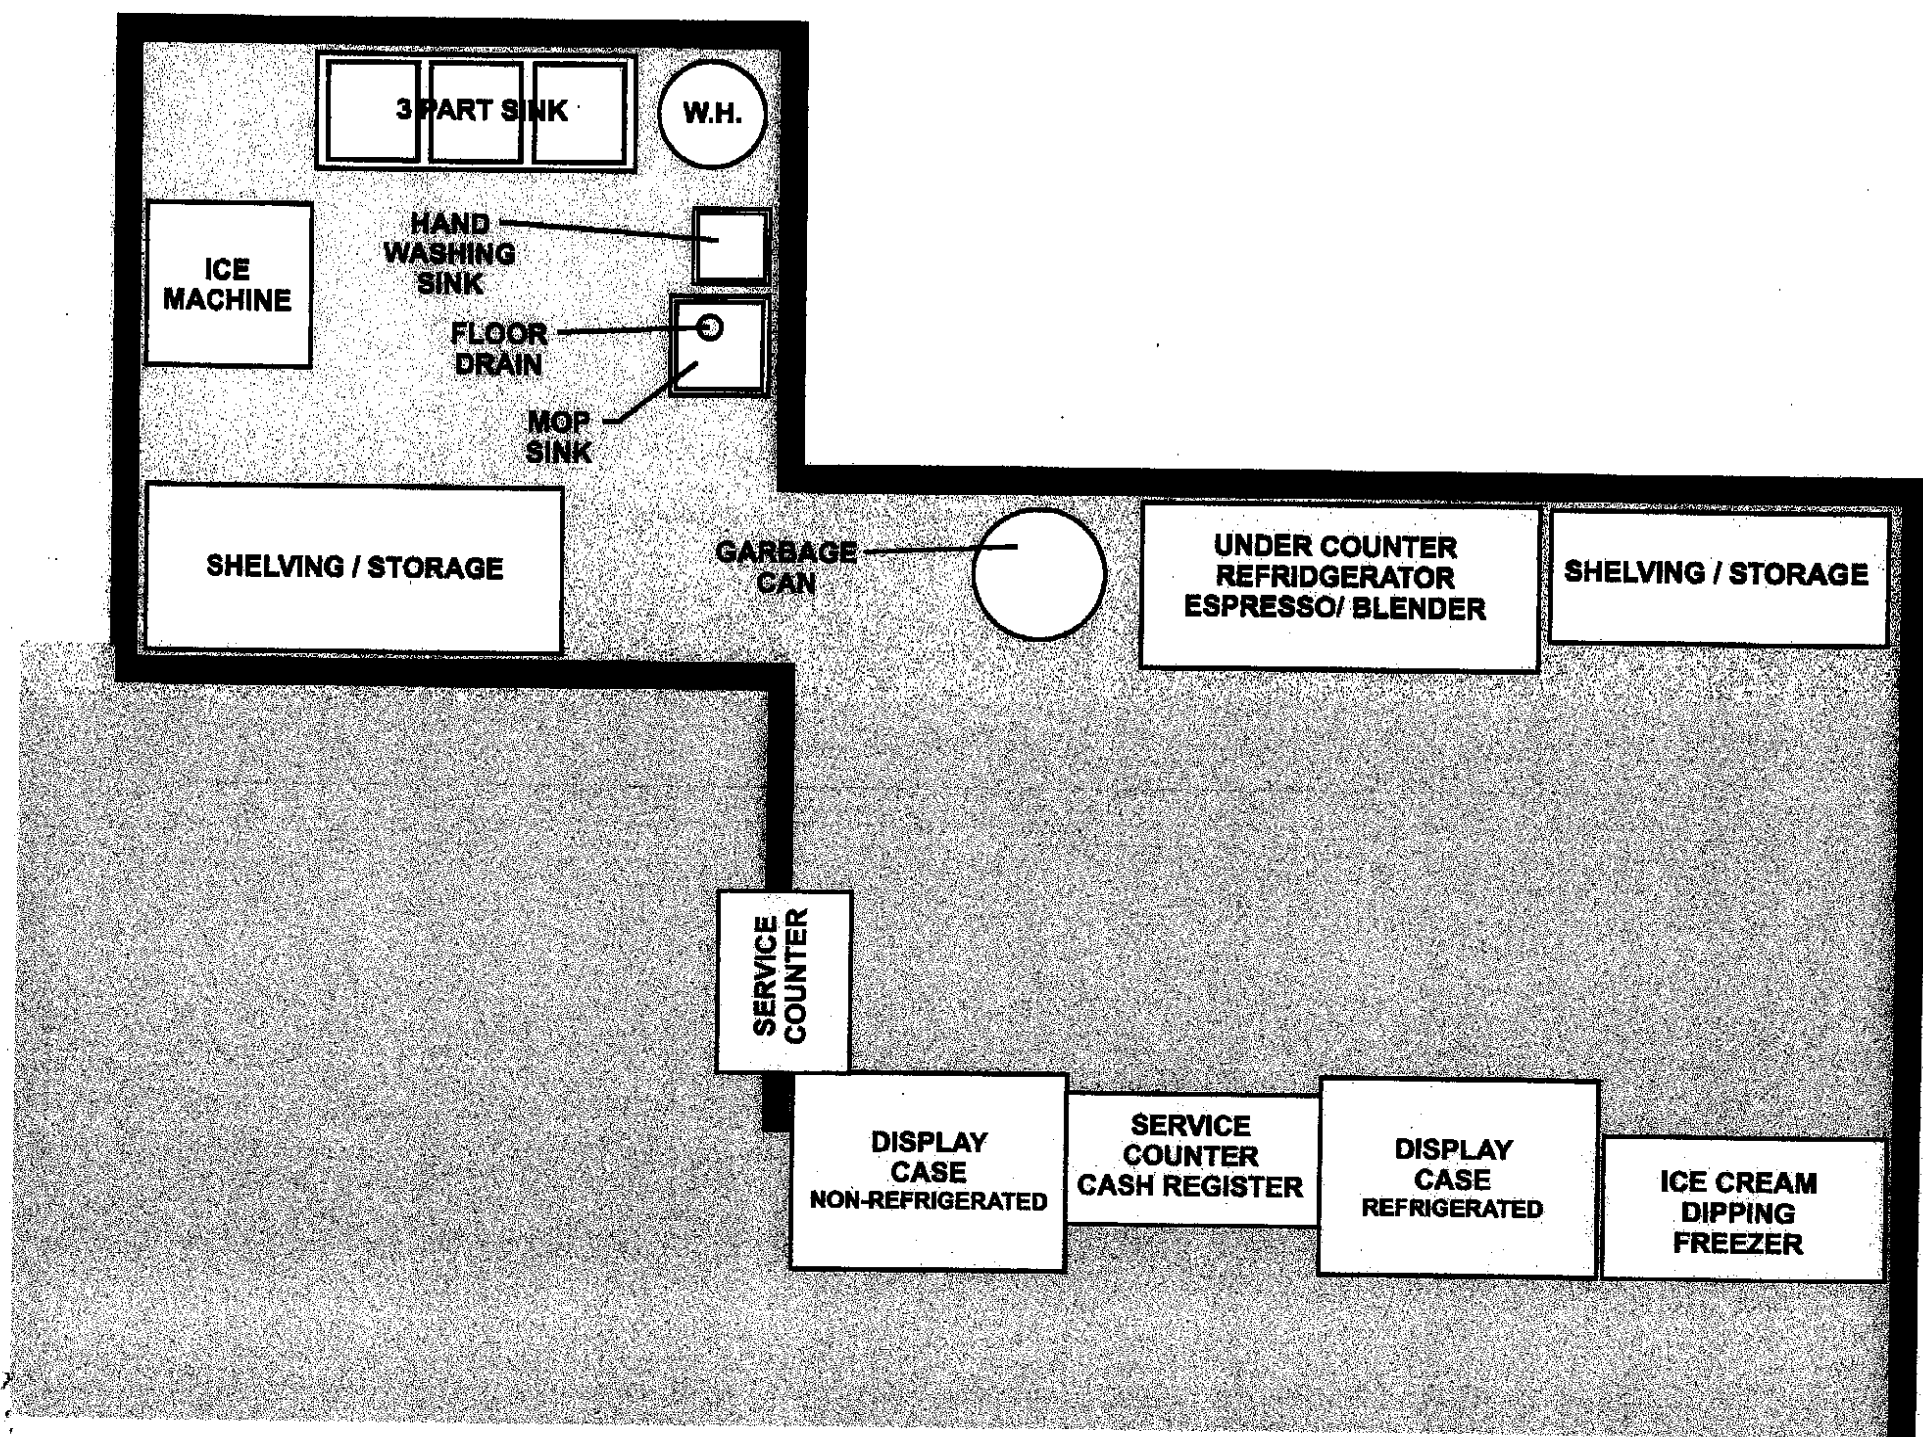 3 PART SINK
W.H.
HAND
WASHING
SINK
ICE
MACHINE
FLOOR
DRAIN
MOP
SINK
SHELVING / STORAGE
GARBAGE
CAN
UNDER COUNTER
REFRIDGERATOR
ESPRESSO/ BLENDER
SHELVING / STORAGE
SERVICE
COUNTER
DISPLAY
CASE
NON-REFRIGERATED
SERVICE
COUNTER
CASH REGISTER
DISPLAY
CASE
REFRIGERATED
ICE CREAM
DIPPING
FREEZER